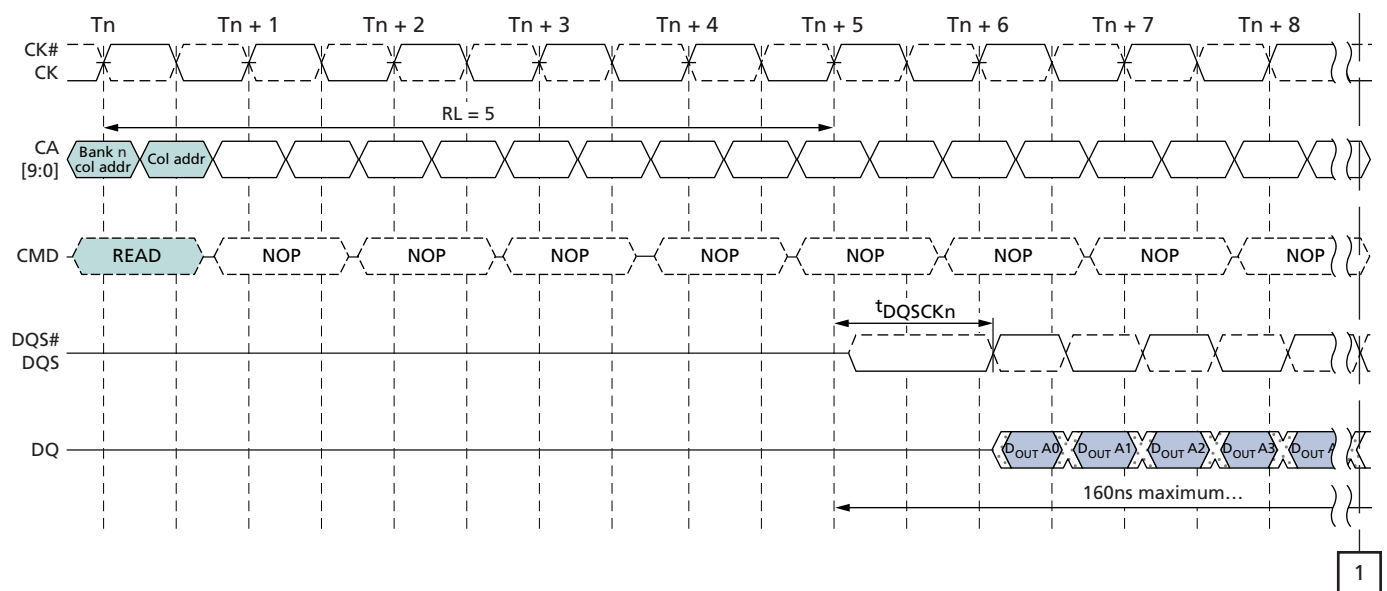 Tn Tn + 1 Tn + 2 Tn + 3 Tn + 4 Tn + 5 Tn + 6 Tn + 7 Tn + 8
CK#
CK
RL = 5
CA
[9:0]
Bank n
col addr
Col addr
CMD
READ NOP NOP NOP NOP NOP NOP NOP NOP
tDQSCKn
DQS#
DQS
DQ
DOUT A0 DOUT A1 DOUT A2 DOUT A3 DOUT
160ns maximum…
1